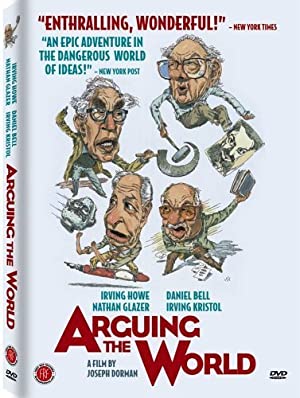 "ENTHRALLING, WONDERFUL!" – NEW YORK TIMES
"AN EPIC ADVENTURE
IN THE
DANGEROUS WORLD
OF IDEAS!" – NEW YORK POST
IRVING HOWE DANIEL BELL
NATHAN GLAZER IRVING KRISTOL
ARGUING THE WORLD
A FILM BY
JOSEPH DORMAN
DVD
IRVING HOWE DANIEL BELL
NATHAN GLAZER IRVING KRISTOL
ARGUING THE WORLD
FRF
DVD